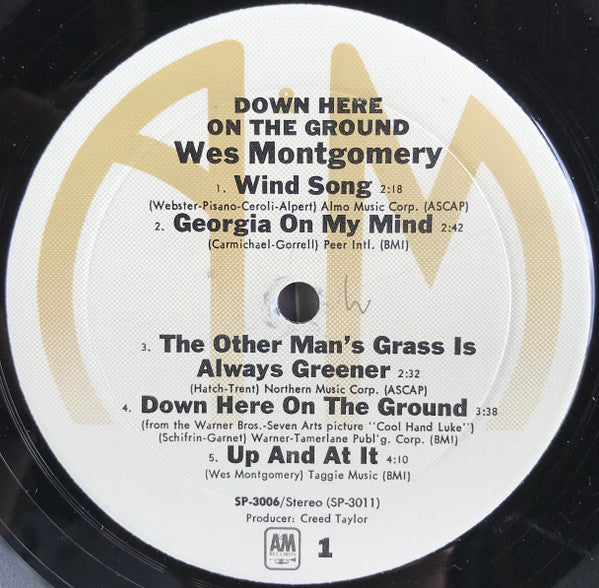 DOWN HERE
ON THE GROUND
Wes Montgomery
1. Wind Song 2:18
(Webster-Pisano-Ceroli-Alpert) Almo Music Corp. (ASCAP)
2. Georgia On My Mind 2:42
(Carmichael-Gorrell) Peer Intl. (BMI)
3. The Other Man's Grass Is
Always Greener 2:32
(Hatch-Trent) Northern Music Corp. (ASCAP)
4. Down Here On The Ground 3:38
(from the Warner Bros.-Seven Arts picture "Cool Hand Luke")
(Schifrin-Garnet) Warner-Tamerlane Publ'g. Corp. (BMI)
5. Up And At It 4:10
(Wes Montgomery) Taggie Music (BMI)
SP-3006/Stereo (SP-3011)
Producer: Creed Taylor
AM
RECORDS
1